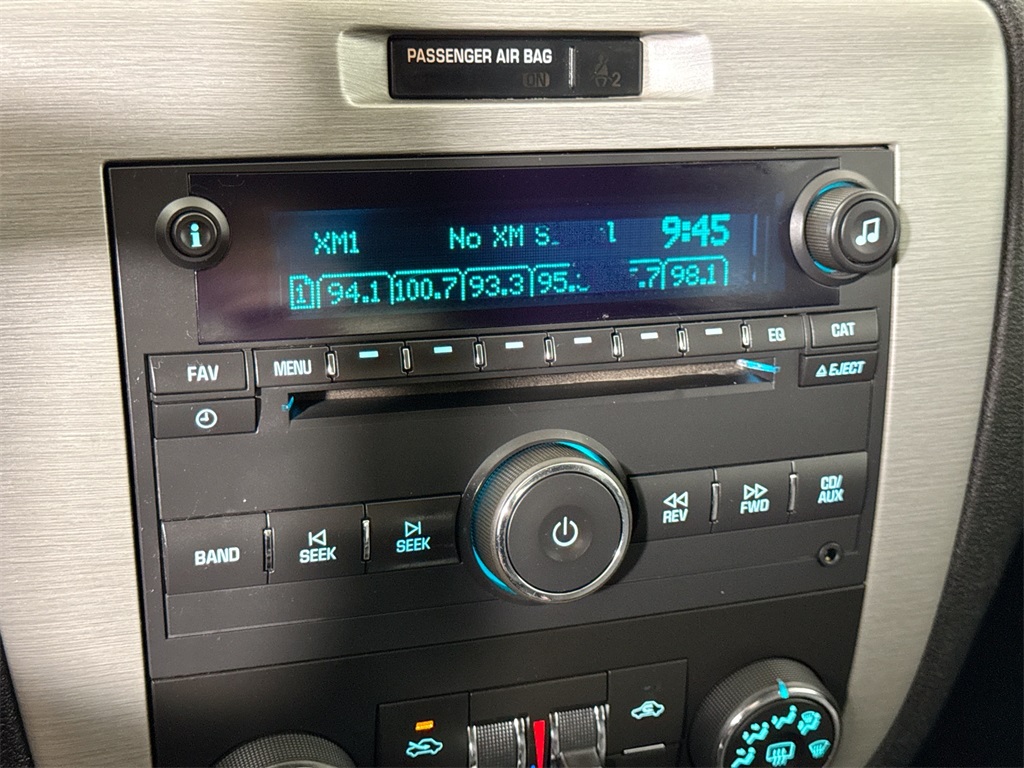 PASSENGER AIR BAG
ON 2
i
XM1 No XM 9:45
1 94.1 100.7 93.3 98.1
EQ CAT
FAV MENU EJECT
BAND SEEK SEEK REV FWD CD/
AUX